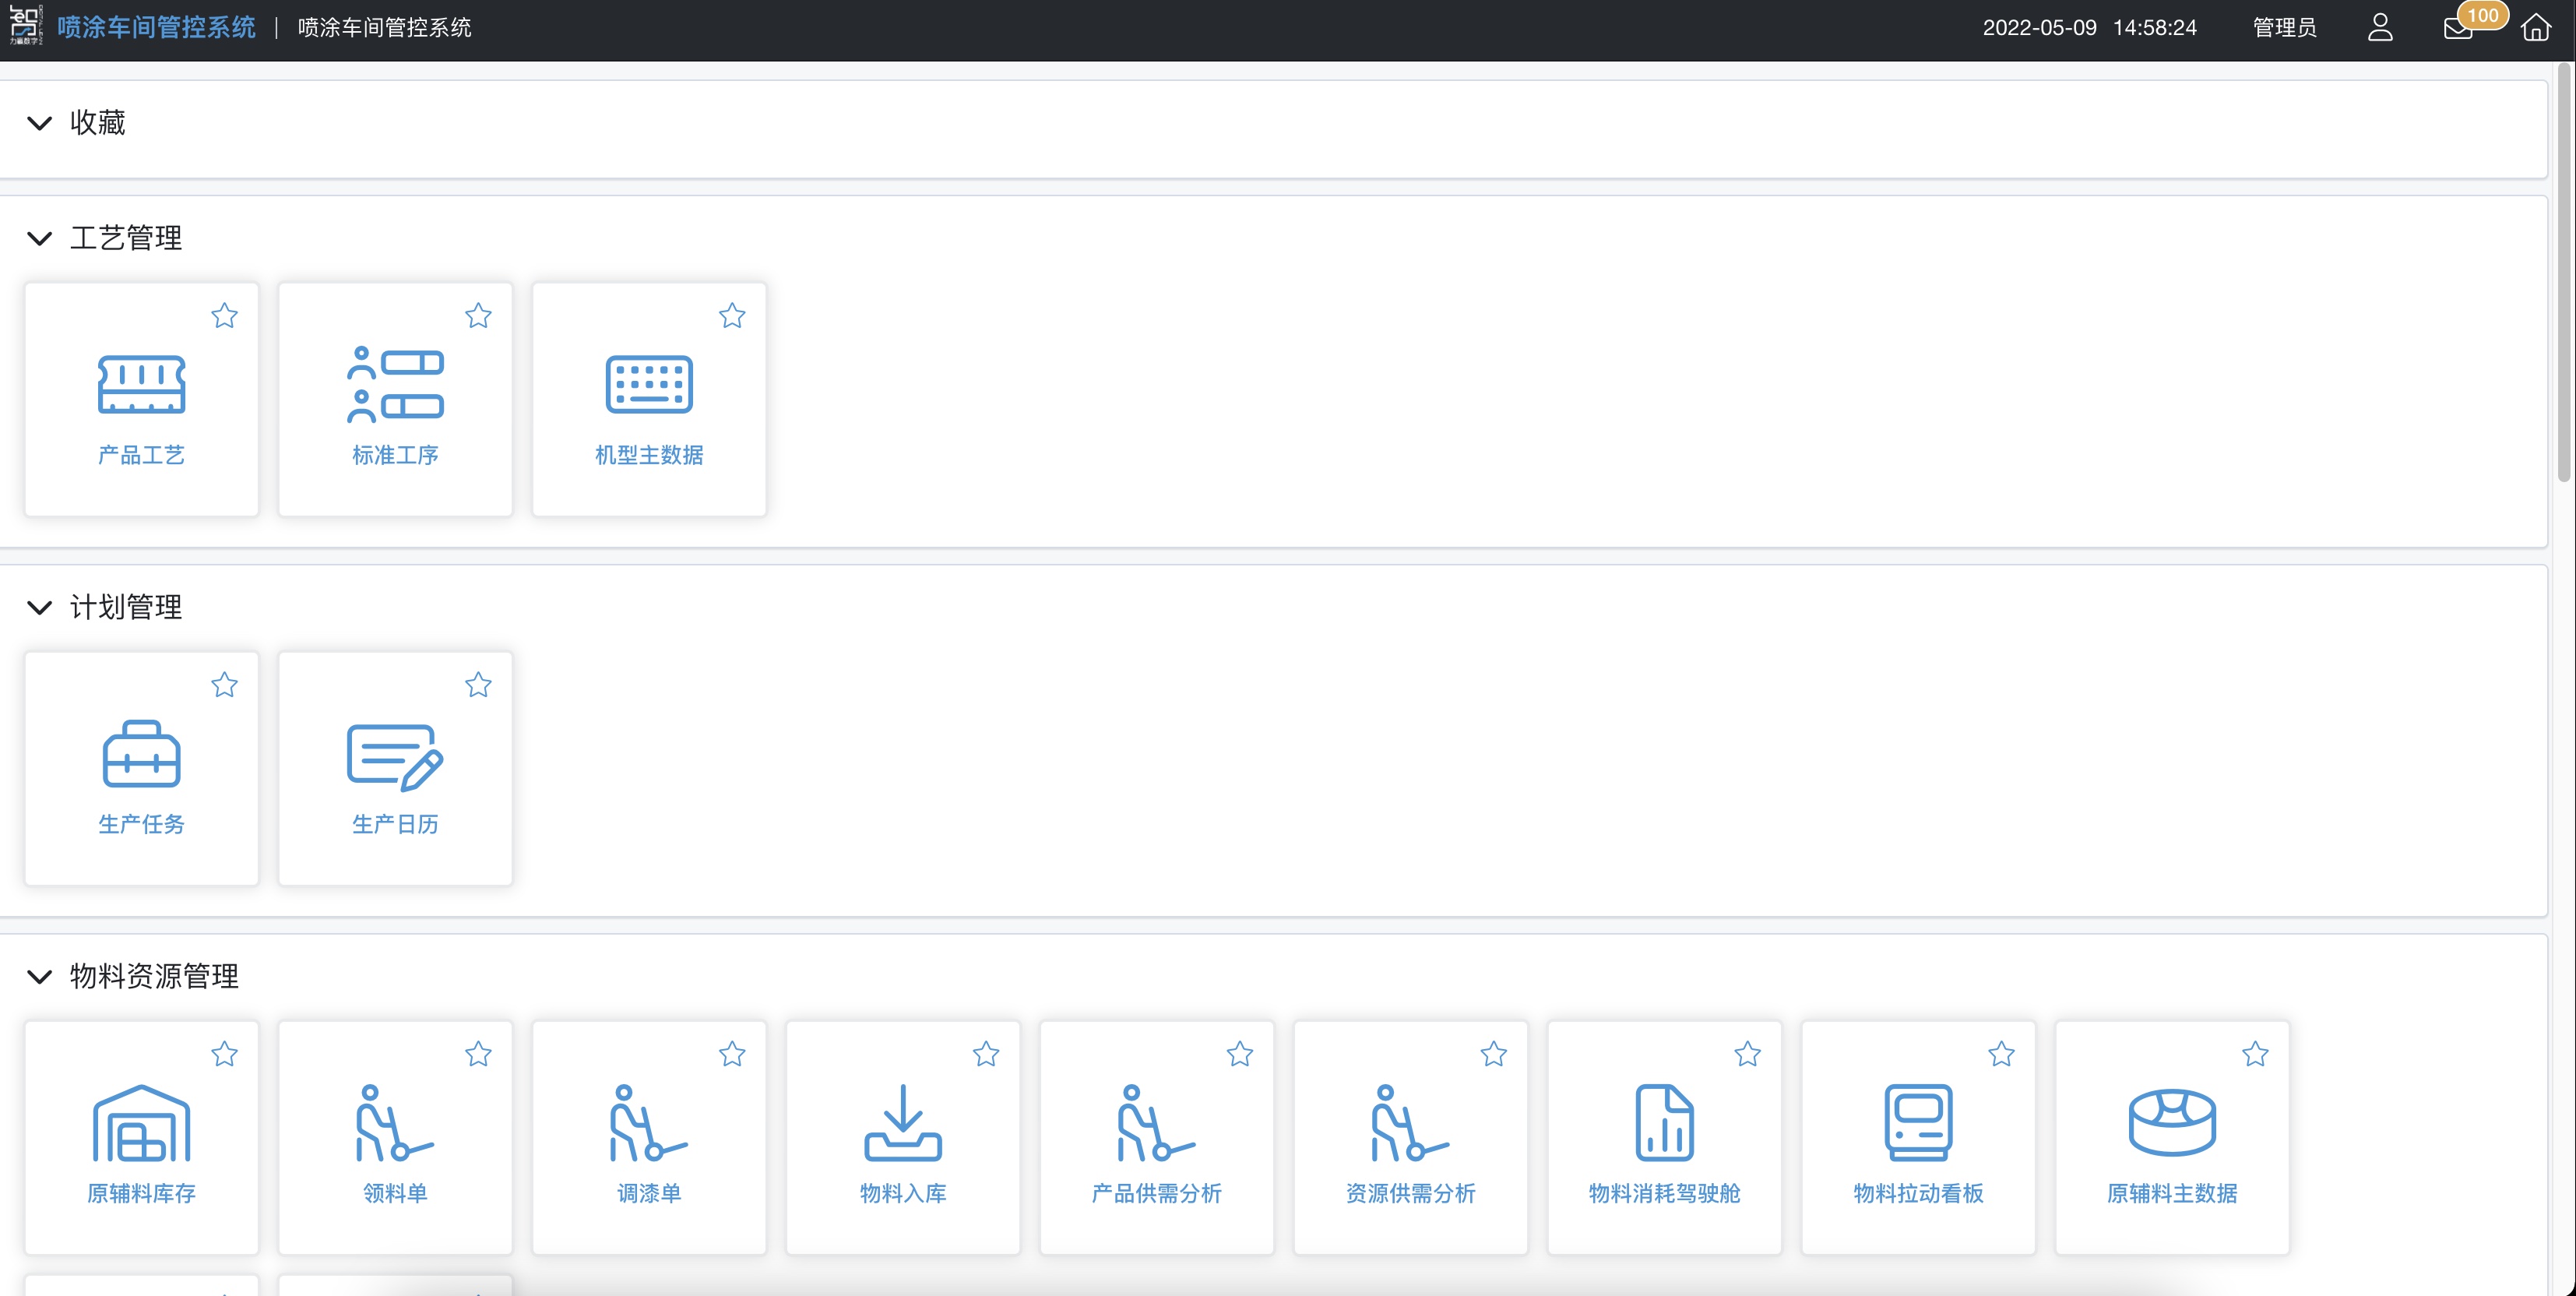 智
力赢数字
喷涂车间管控系统 | 喷涂车间管控系统
2022-05-09 14:58:24 管理员 100
收藏
工艺管理
产品工艺 标准工序 机型主数据
计划管理
生产任务 生产日历
物料资源管理
原辅料库存 领料单 调漆单 物料入库 产品供需分析 资源供需分析 物料消耗驾驶舱 物料拉动看板 原辅料主数据